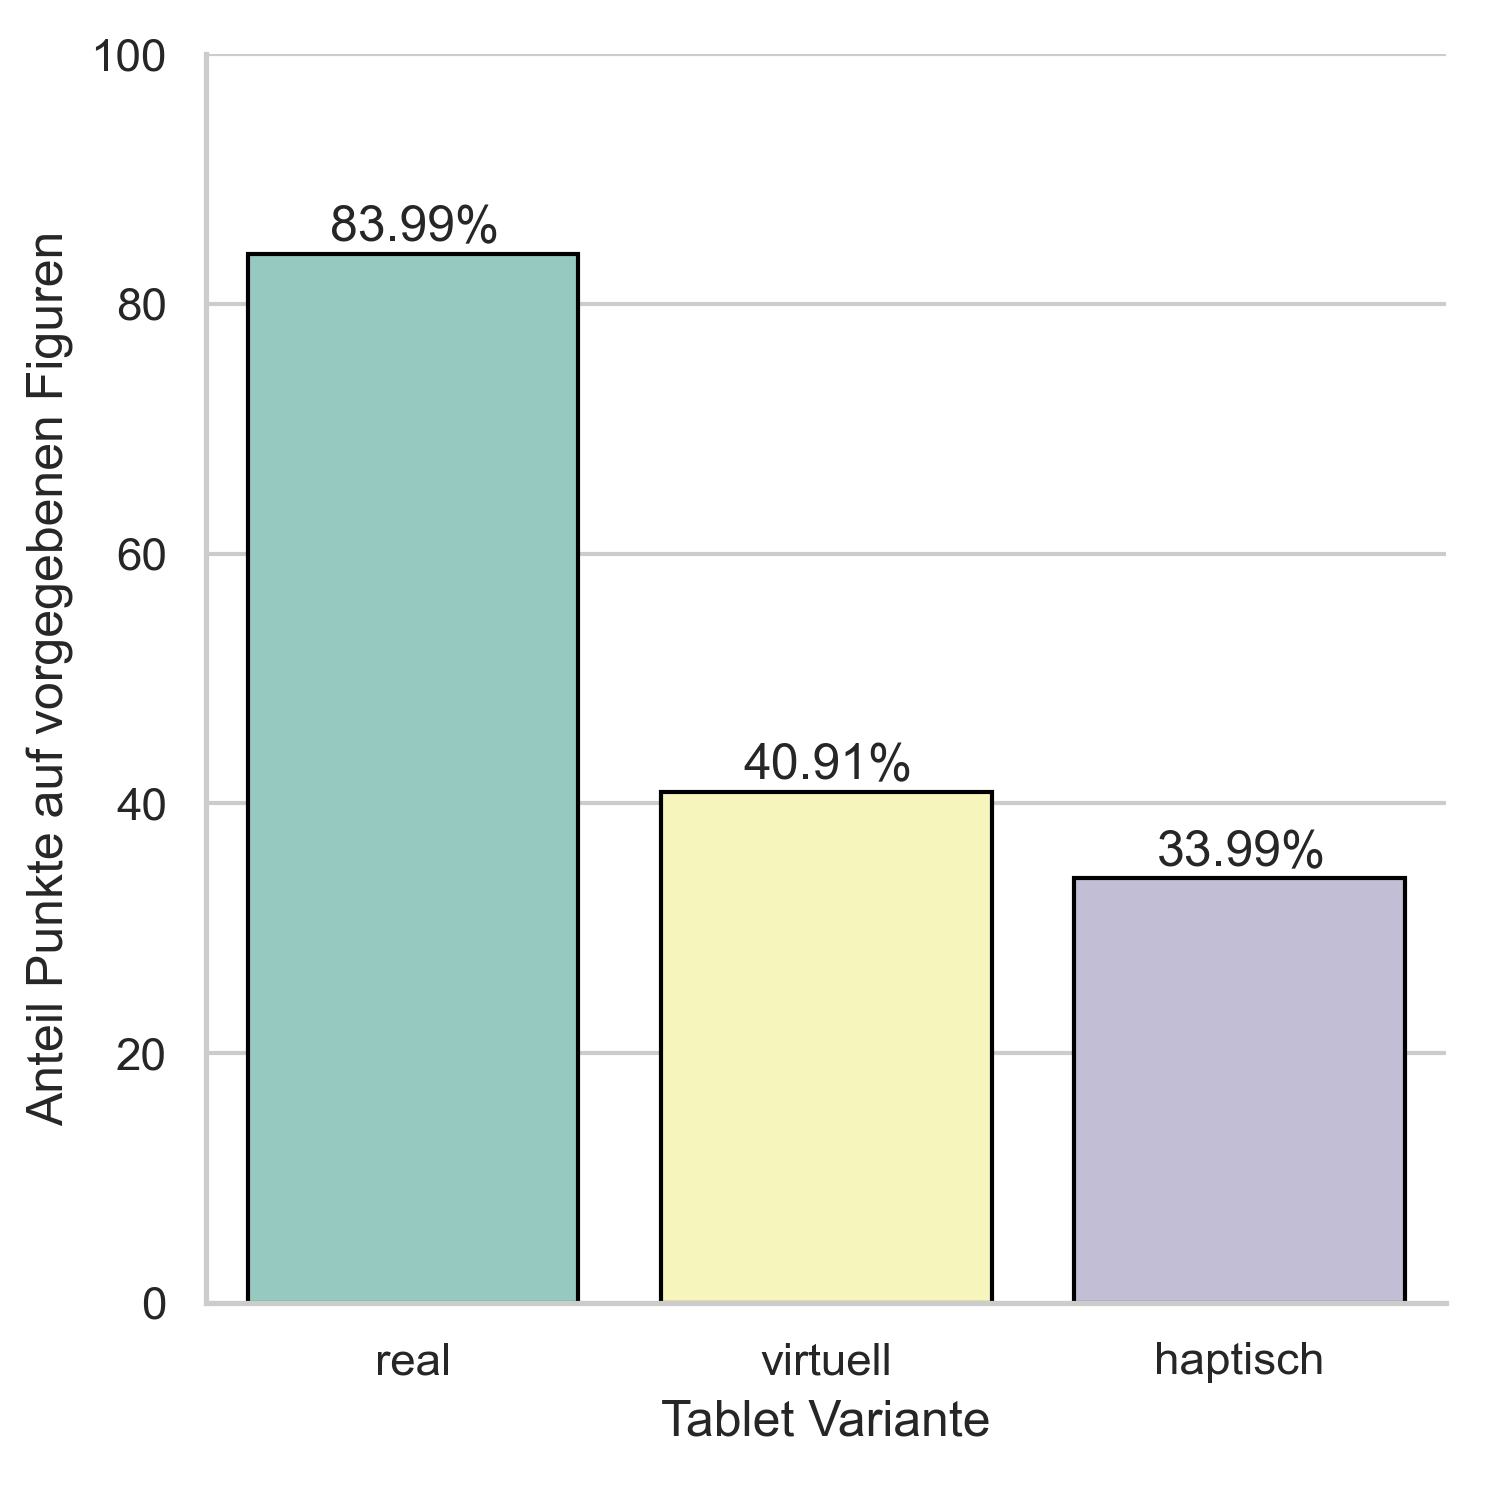 Anteil Punkte auf vorgegebenen Figuren
100
80
60
40
20
0
83.99%
40.91%
33.99%
real
virtuell
haptisch
Tablet Variante